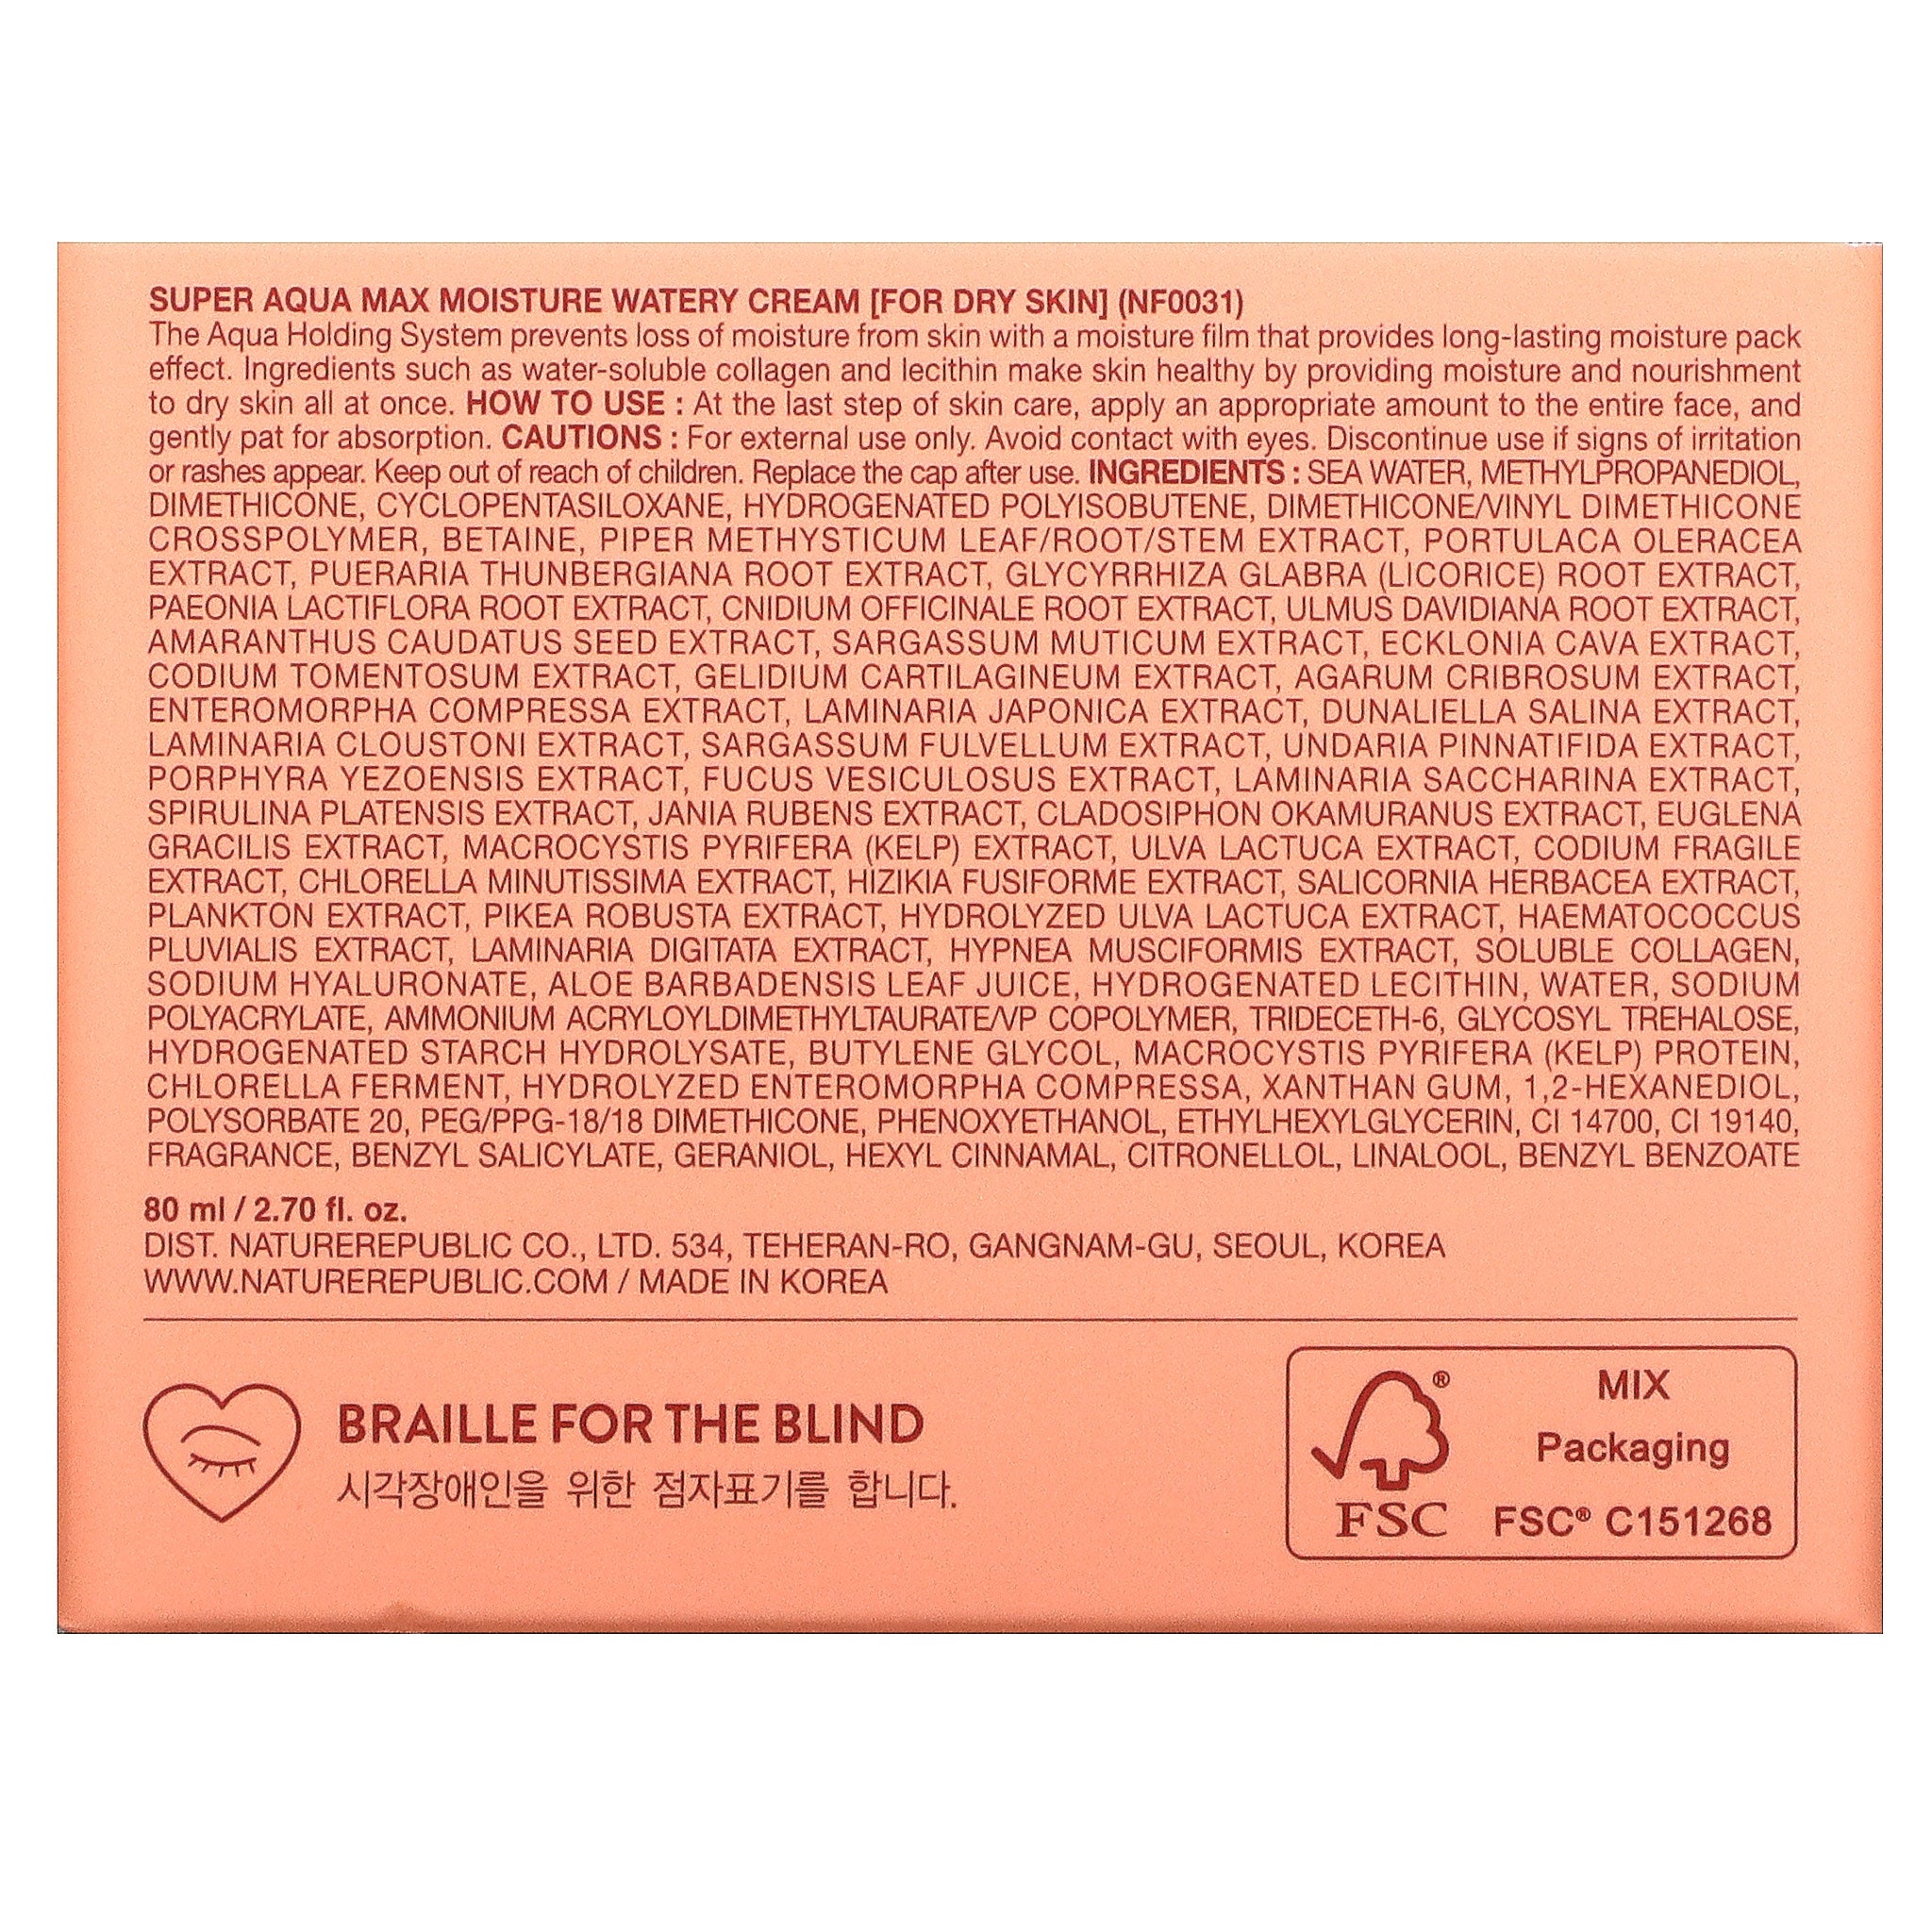 SUPER AQUA MAX MOISTURE WATERY CREAM [FOR DRY SKIN] (NF0031)
The Aqua Holding System prevents loss of moisture from skin with a moisture film that provides long-lasting moisture pack
effect. Ingredients such as water-soluble collagen and lecithin make skin healthy by providing moisture and nourishment
to dry skin all at once. HOW TO USE : At the last step of skin care, apply an appropriate amount to the entire face, and
gently pat for absorption. CAUTIONS : For external use only. Avoid contact with eyes. Discontinue use if signs of irritation
or rashes appear. Keep out of reach of children. Replace the cap after use. INGREDIENTS : SEA WATER, METHYLPROPANEDIOL,
DIMETHICONE, CYCLOPENTASILOXANE, HYDROGENATED POLYISOBUTENE, DIMETHICONE/VINYL DIMETHICONE
CROSSPOLYMER, BETAINE, PIPER METHYSTICUM LEAF/ROOT/STEM EXTRACT, PORTULACA OLERACEA
EXTRACT, PUERARIA THUNBERGIANA ROOT EXTRACT, GLYCYRRHIZA GLABRA (LICORICE) ROOT EXTRACT,
PAEONIA LACTIFLORA ROOT EXTRACT, CNIDIUM OFFICINALE ROOT EXTRACT, ULMUS DAVIDIANA ROOT EXTRACT,
AMARANTHUS CAUDATUS SEED EXTRACT, SARGASSUM MUTICUM EXTRACT, ECKLONIA CAVA EXTRACT,
CODIUM TOMENTOSUM EXTRACT, GELIDIUM CARTILAGINEUM EXTRACT, AGARUM CRIBROSUM EXTRACT,
ENTEROMORPHA COMPRESSA EXTRACT, LAMINARIA JAPONICA EXTRACT, DUNALIELLA SALINA EXTRACT,
LAMINARIA CLOUSTONI EXTRACT, SARGASSUM FULVELLUM EXTRACT, UNDARIA PINNATIFIDA EXTRACT,
PORPHYRA YEZOENSIS EXTRACT, FUCUS VESICULOSUS EXTRACT, LAMINARIA SACCHARINA EXTRACT,
SPIRULINA PLATENSIS EXTRACT, JANIA RUBENS EXTRACT, CLADOSIPHON OKAMURANUS EXTRACT, EUGLENA
GRACILIS EXTRACT, MACROCYSTIS PYRIFERA (KELP) EXTRACT, ULVA LACTUCA EXTRACT, CODIUM FRAGILE
EXTRACT, CHLORELLA MINUTISSIMA EXTRACT, HIZIKIA FUSIFORME EXTRACT, SALICORNIA HERBACEA EXTRACT,
PLANKTON EXTRACT, PIKEA ROBUSTA EXTRACT, HYDROLYZED ULVA LACTUCA EXTRACT, HAEMATOCOCCUS
PLUVIALIS EXTRACT, LAMINARIA DIGITATA EXTRACT, HYPNEA MUSCIFORMIS EXTRACT, SOLUBLE COLLAGEN,
SODIUM HYALURONATE, ALOE BARBADENSIS LEAF JUICE, HYDROGENATED LECITHIN, WATER, SODIUM
POLYACRYLATE, AMMONIUM ACRYLOYLDIMETHYLTAURATE/VP COPOLYMER, TRIDECETH-6, GLYCOSYL TREHALOSE,
HYDROGENATED STARCH HYDROLYSATE, BUTYLENE GLYCOL, MACROCYSTIS PYRIFERA (KELP) PROTEIN,
CHLORELLA FERMENT, HYDROLYZED ENTEROMORPHA COMPRESSA, XANTHAN GUM, 1,2-HEXANEDIOL,
POLYSORBATE 20, PEG/PPG-18/18 DIMETHICONE, PHENOXYETHANOL, ETHYLHEXYLGLYCERIN, CI 14700, CI 19140,
FRAGRANCE, BENZYL SALICYLATE, GERANIOL, HEXYL CINNAMAL, CITRONELLOL, LINALOOL, BENZYL BENZOATE
80 ml / 2.70 fl. oz.
DIST. NATUREREPUBLIC CO., LTD. 534, TEHERAN-RO, GANGNAM-GU, SEOUL, KOREA
WWW.NATUREREPUBLIC.COM / MADE IN KOREA
BRAILLE FOR THE BLIND
시각장애인을 위한 점자표기를 합니다.
®
FSC
MIX
Packaging
FSC® C151268